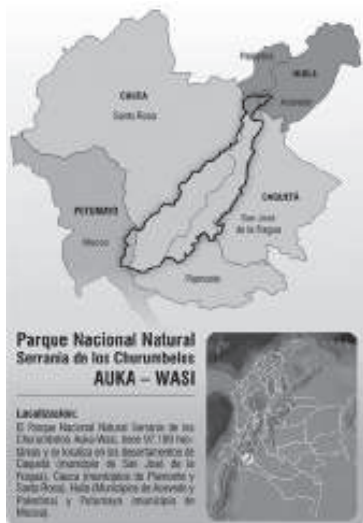 Palestina
HUILA
CAUCA
Acevedo
Santa Rosa
CAQUETÁ
PUTUMAYO
San José
de la Fragua
Mocoa
Piamonte
Parque Nacional Natural
Serranía de los Churumbelos
AUKA – WASI
Localización:
El Parque Nacional Natural Serranía de los
Churumbelos Auka-Wasi, tiene 97.189 hec-
táreas y se localiza en los departamentos de
Caquetá (municipio de San José de la
Fragua), Cauca (municipios de Piamonte y
Santa Rosa), Huila (Municipios de Acevedo y
Palestina) y Putumayo (municipio de
Mocoa).